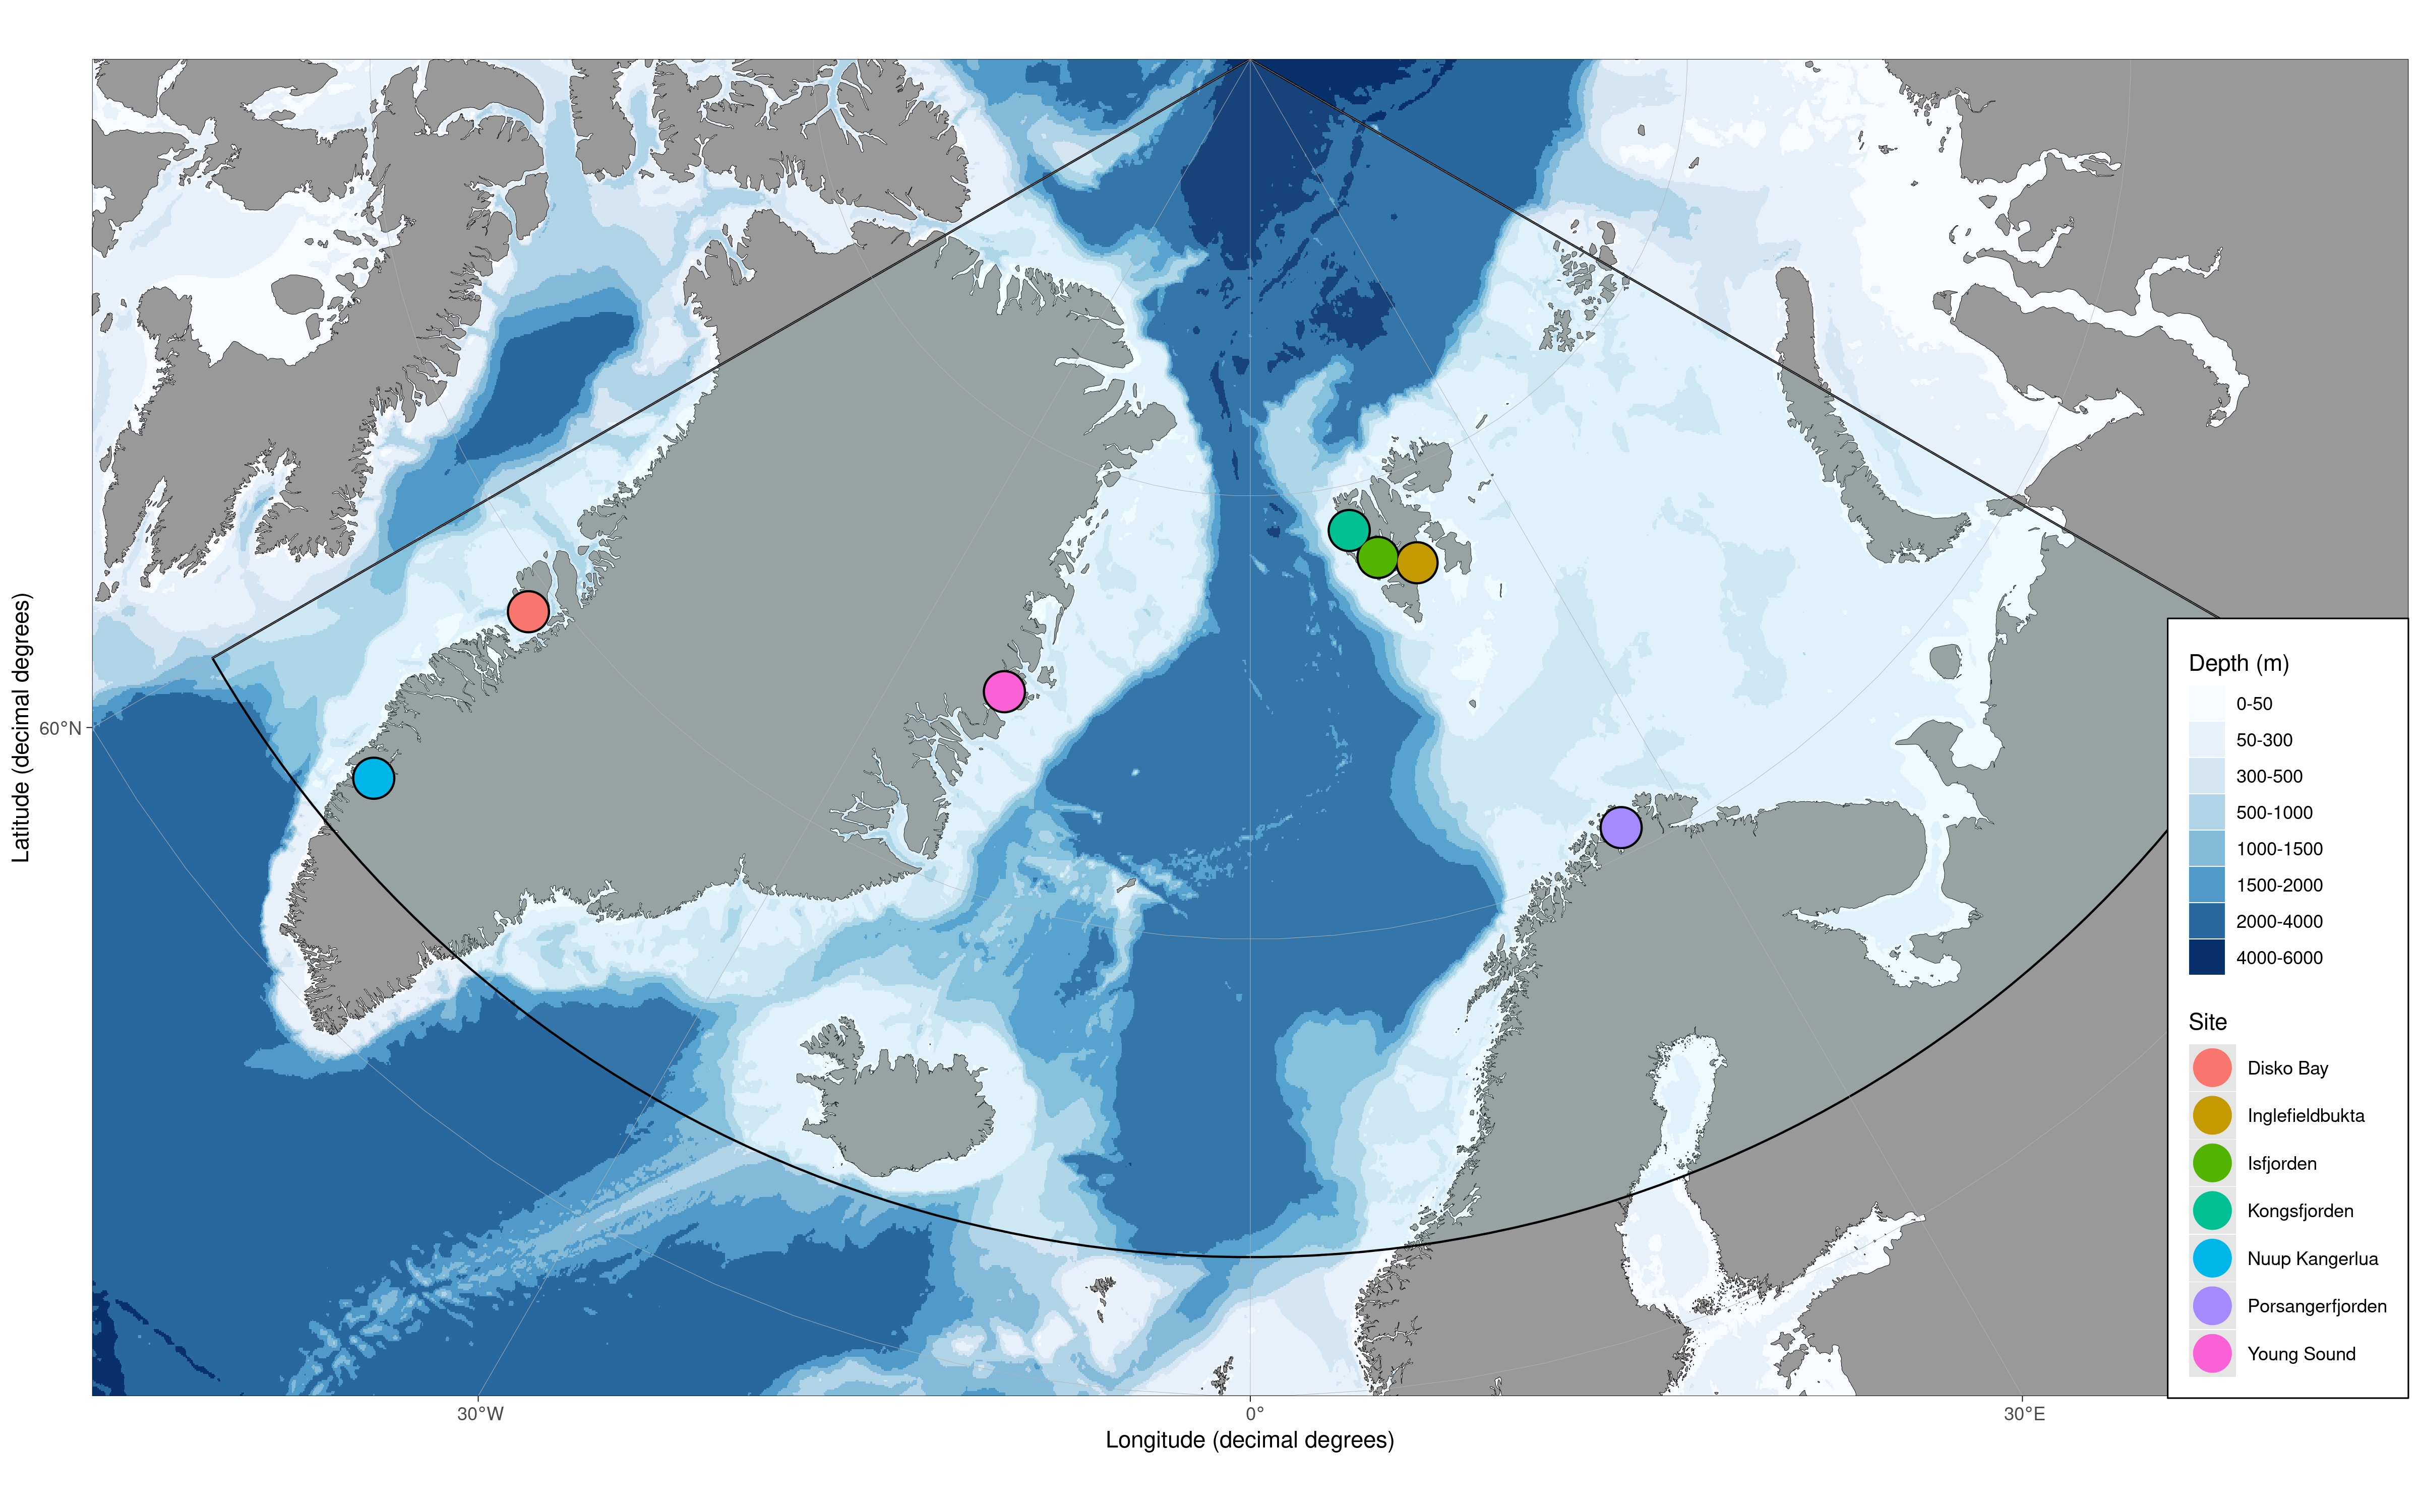 Latitude (decimal degrees)
60°N
30°W
0°
30°E
Longitude (decimal degrees)
Depth (m)
0-50
50-300
300-500
500-1000
1000-1500
1500-2000
2000-4000
4000-6000
Site
Disko Bay
Inglefieldbukta
Isfjorden
Kongsfjorden
Nuup Kangerlua
Porsangerfjorden
Young Sound